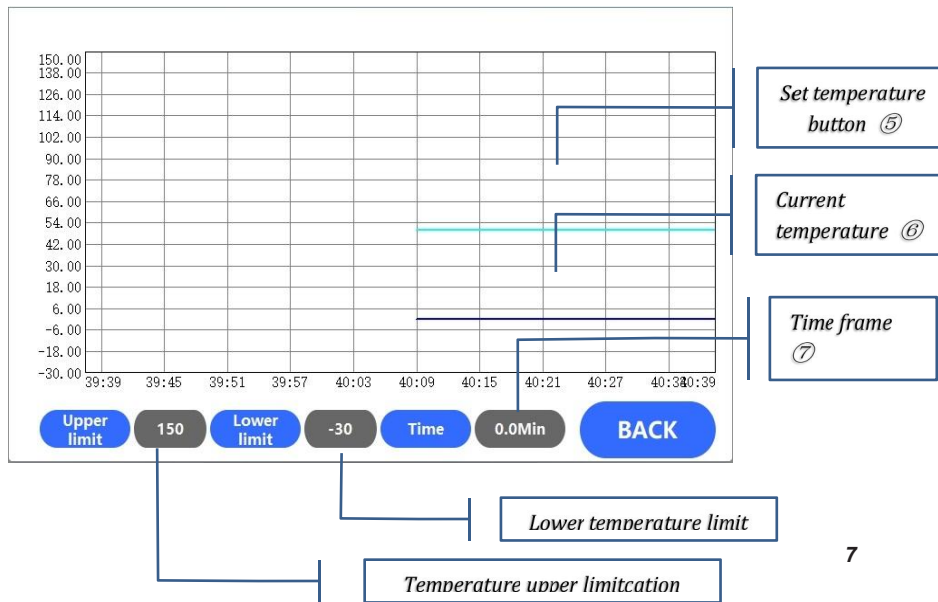 150.00
138.00
126.00
114.00
102.00
90.00
78.00
66.00
54.00
42.00
30.00
18.00
6.00
-6.00
-18.00
-30.00
39:39 39:45 39:51 39:57 40:03 40:09 40:15 40:21 40:27 40:33 40:39
Upper
limit
150
Lower
limit
-30
Time
0.0Min
BACK
Set temperature
button ⑤
Current
temperature ⑥
Time frame
⑦
Lower temperature limit
Temperature upper limitcation
7